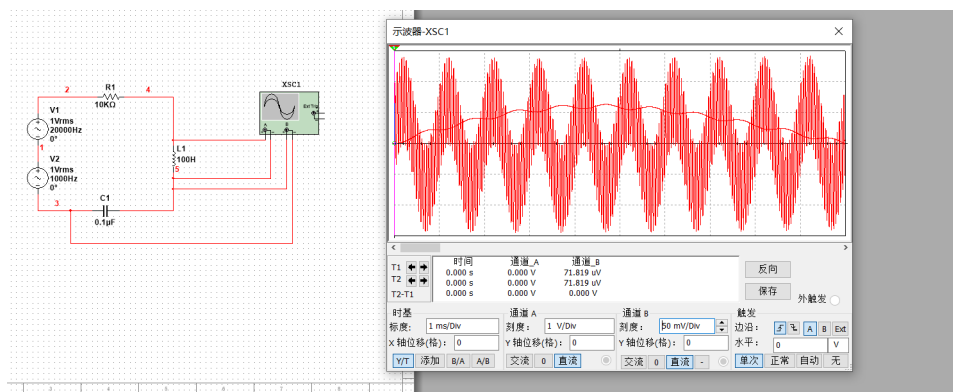 2
R1
4
10KΩ
V1
1Vrms
20000Hz
0°
1
V2
1Vrms
1000Hz
0°
3
C1
0.1µF
L1
100H
5
XSC1
Ext Trig
A
B
示波器-XSC1
时间 通道_A 通道_B
T1 0.000 s 0.000 V 71.819 uV
T2 0.000 s 0.000 V 71.819 uV
T2-T1 0.000 s 0.000 V 0.000 V
反向
保存
外触发
时基
标度: 1 ms/Div
X 轴位移(格): 0
Y/T 添加 B/A A/B
通道 A
刻度: 1 V/Div
Y 轴位移(格): 0
交流 0 直流
通道 B
刻度: 50 mV/Div
Y 轴位移(格): 0
交流 0 直流 -
触发
边沿: A B Ext
水平: 0 V
单次 正常 自动 无